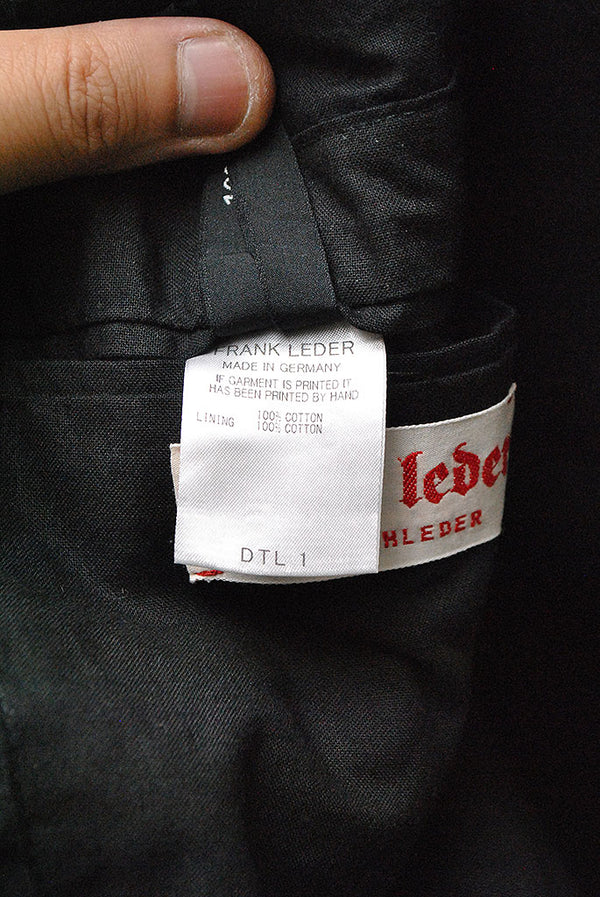 FRANK LEDER
MADE IN GERMANY
IF GARMENT IS PRINTED IT
HAS BEEN PRINTED BY HAND
100% COTTON
LINING 100% COTTON
DTL 1
leder
HLEDER